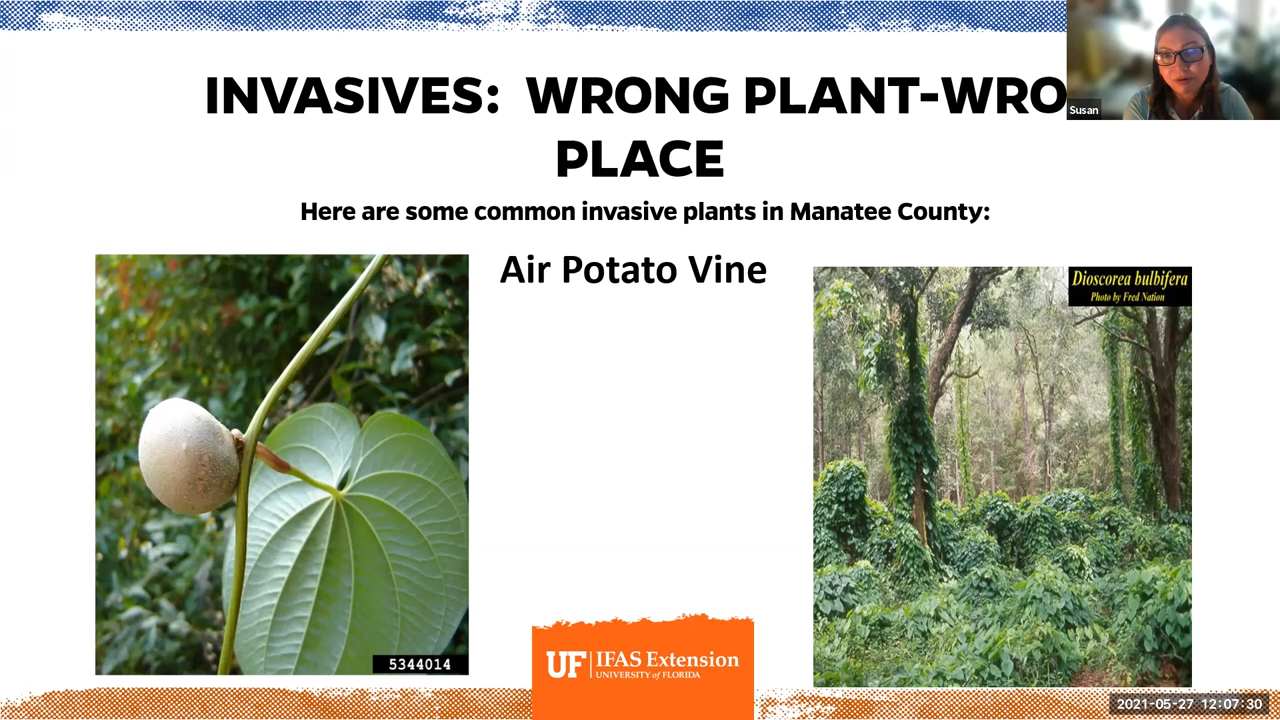 INVASIVES: WRONG PLANT-WRO
PLACE
Susan
Here are some common invasive plants in Manatee County:
Air Potato Vine
Dioscorea bulbifera
Photo by Fred Nation
5344014
UF IFAS Extension
UNIVERSITY of FLORIDA
2021-05-27 12:07:30